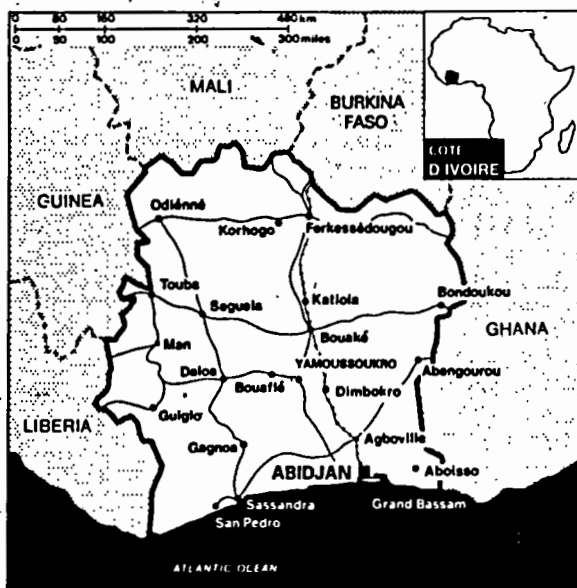 0 80 160 320 480 km
0 50 100 200 300 miles
MALI
BURKINA
FASO
COTE
D IVOIRE
GUINEA
Odiénné
Korhogo
Ferkessédougou
Touba
Seguela
Katiola
Bondoukou
Bouaké
GHANA
Man
Daloa
Bouaflé
YAMOUSSOUKRO
Dimbokro
Abengourou
LIBERIA
Guiglo
Gagnoa
Agboville
ABIDJAN
Aboisso
Sassandra
Grand Bassam
San Pedro
ATLANTIC OCEAN